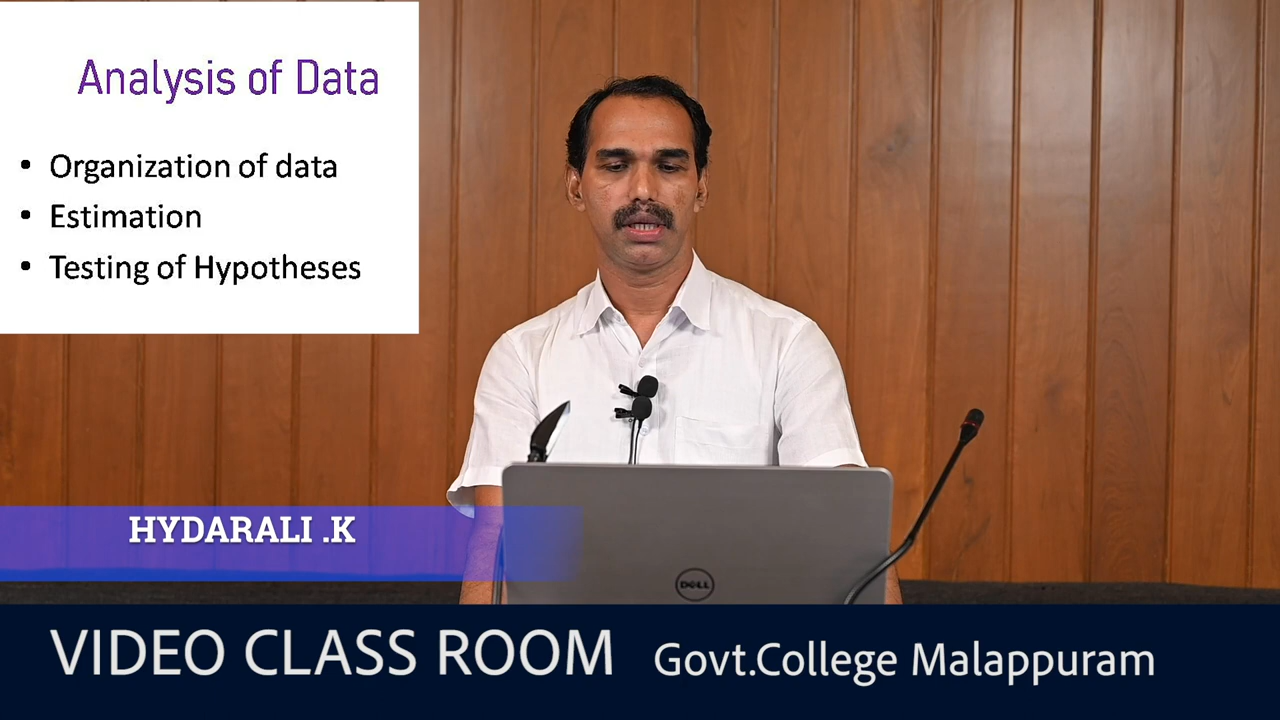 Analysis of Data
• Organization of data
• Estimation
• Testing of Hypotheses
HYDARALI .K
DELL
VIDEO CLASS ROOM Govt.College Malappuram